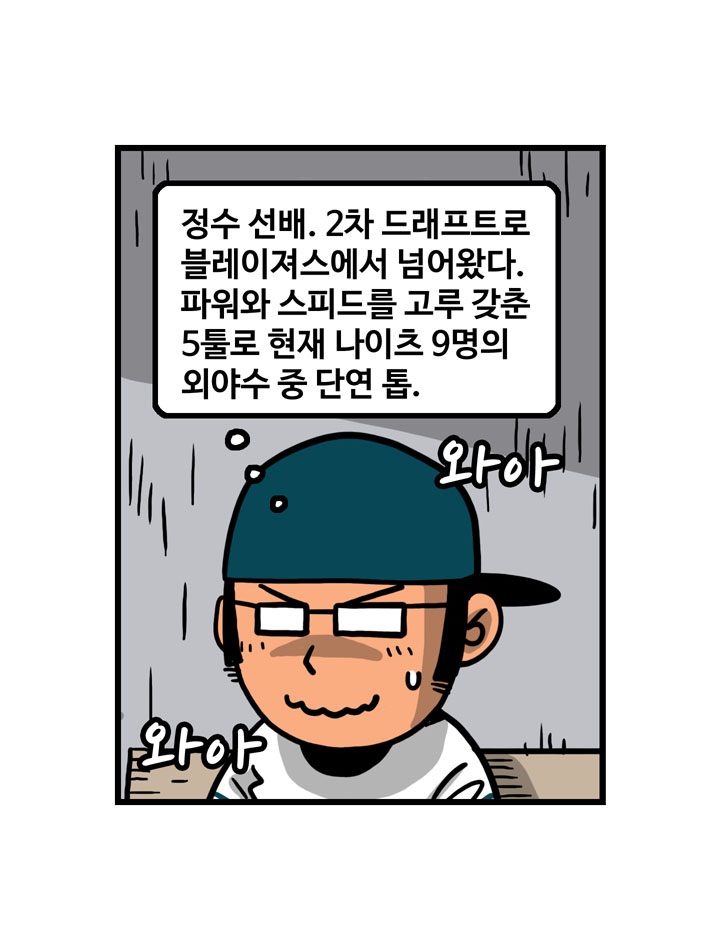 정수 선배. 2차 드래프트로
블레이져스에서 넘어왔다.
파워와 스피드를 고루 갖춘
5툴로 현재 나이츠 9명의
외야수 중 단연 톱.
와아
와아